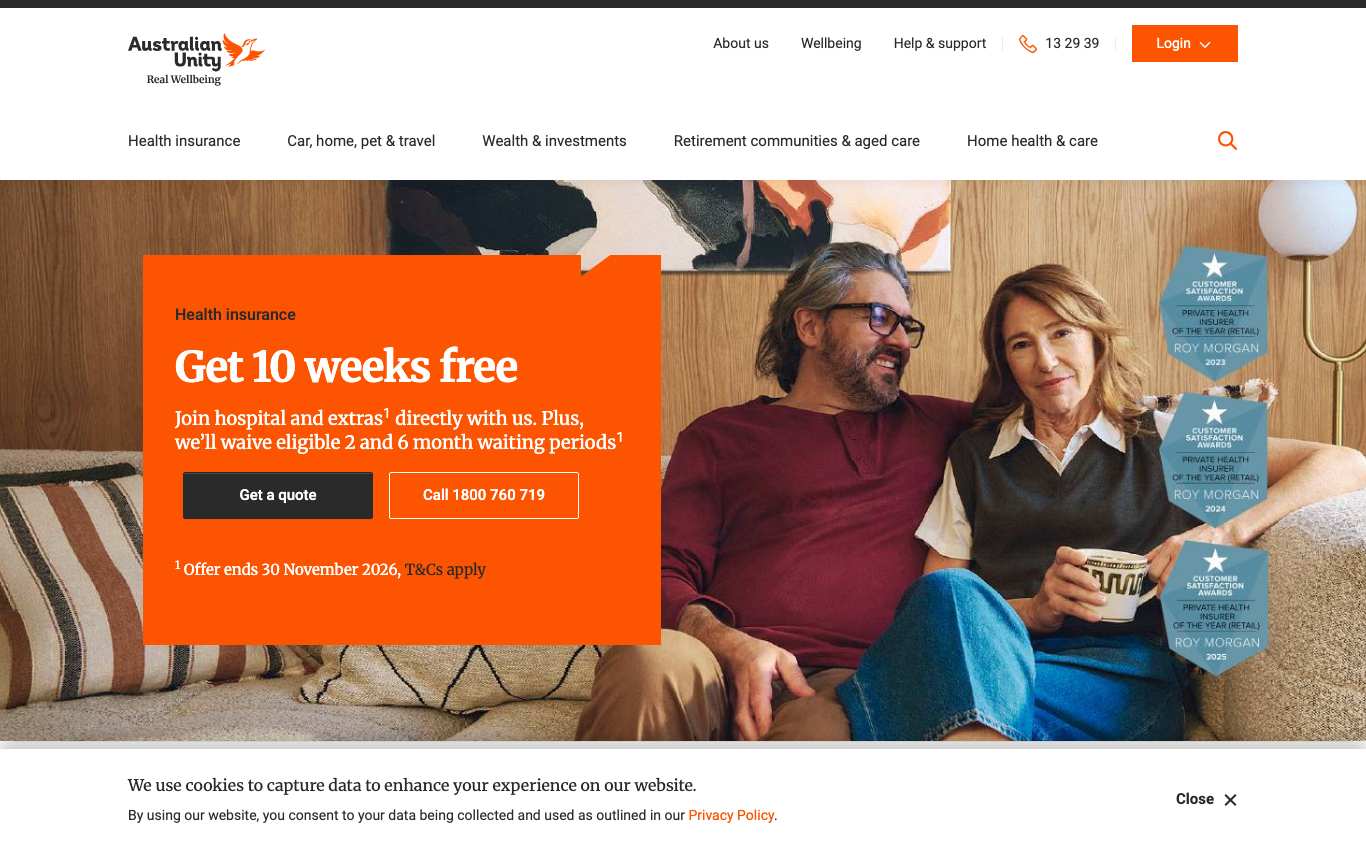 Australian
Unity
Real Wellbeing
About us
Wellbeing
Help & support
13 29 39
Login
Health insurance
Car, home, pet & travel
Wealth & investments
Retirement communities & aged care
Home health & care
Health insurance
Get 10 weeks free
Join hospital and extras¹ directly with us. Plus,
we'll waive eligible 2 and 6 month waiting periods¹
Get a quote
Call 1800 760 719
¹ Offer ends 30 November 2026, T&Cs apply
CUSTOMER
SATISFACTION
AWARDS
PRIVATE HEALTH
INSURER
OF THE YEAR (RETAIL)
ROY MORGAN
2023
CUSTOMER
SATISFACTION
AWARDS
PRIVATE HEALTH
INSURER
OF THE YEAR (RETAIL)
ROY MORGAN
2024
CUSTOMER
SATISFACTION
AWARDS
PRIVATE HEALTH
INSURER
OF THE YEAR (RETAIL)
ROY MORGAN
2025
We use cookies to capture data to enhance your experience on our website.
By using our website, you consent to your data being collected and used as outlined in our Privacy Policy.
Close